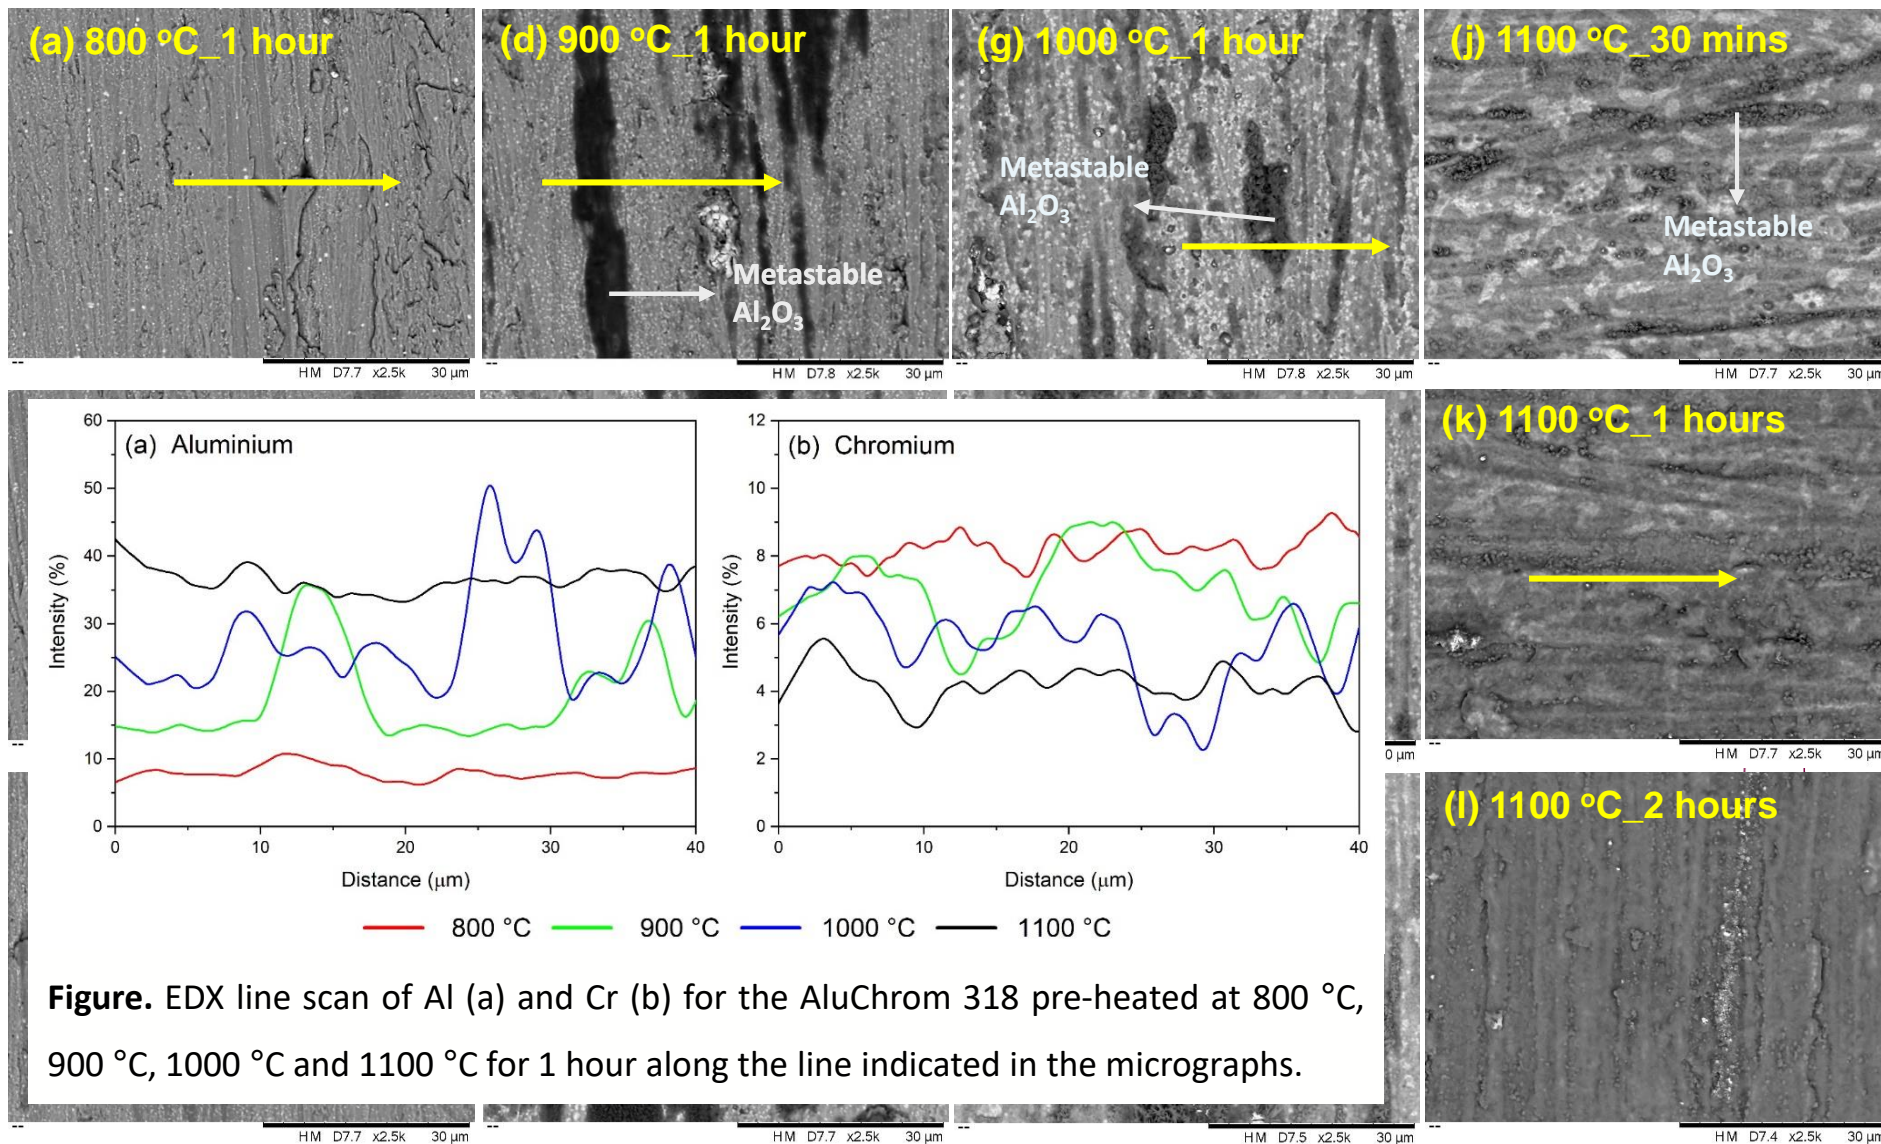 (a) 800 °C_1 hour
HM D7.7 x2.5k 30 µm
(d) 900 °C_1 hour
Metastable
Al₂O₃
HM D7.8 x2.5k 30 µm
(g) 1000 °C_1 hour
Metastable
Al₂O₃
HM D7.8 x2.5k 30 µm
(j) 1100 °C_30 mins
Metastable
Al₂O₃
HM D7.7 x2.5k 30 µm
(k) 1100 °C_1 hours
HM D7.7 x2.5k 30 µm
(l) 1100 °C_2 hours
HM D7.4 x2.5k 30 µm
(a) Aluminium
Intensity (%)
60
50
40
30
20
10
0
0 10 20 30 40
Distance (µm)
(b) Chromium
Intensity (%)
12
10
8
6
4
2
0
0 10 20 30 40
Distance (µm)
0 µm
800 °C 900 °C 1000 °C 1100 °C
Figure. EDX line scan of Al (a) and Cr (b) for the AluChrom 318 pre-heated at 800 °C,
900 °C, 1000 °C and 1100 °C for 1 hour along the line indicated in the micrographs.
HM D7.7 x2.5k 30 µm
HM D7.7 x2.5k 30 µm
HM D7.5 x2.5k 30 µm